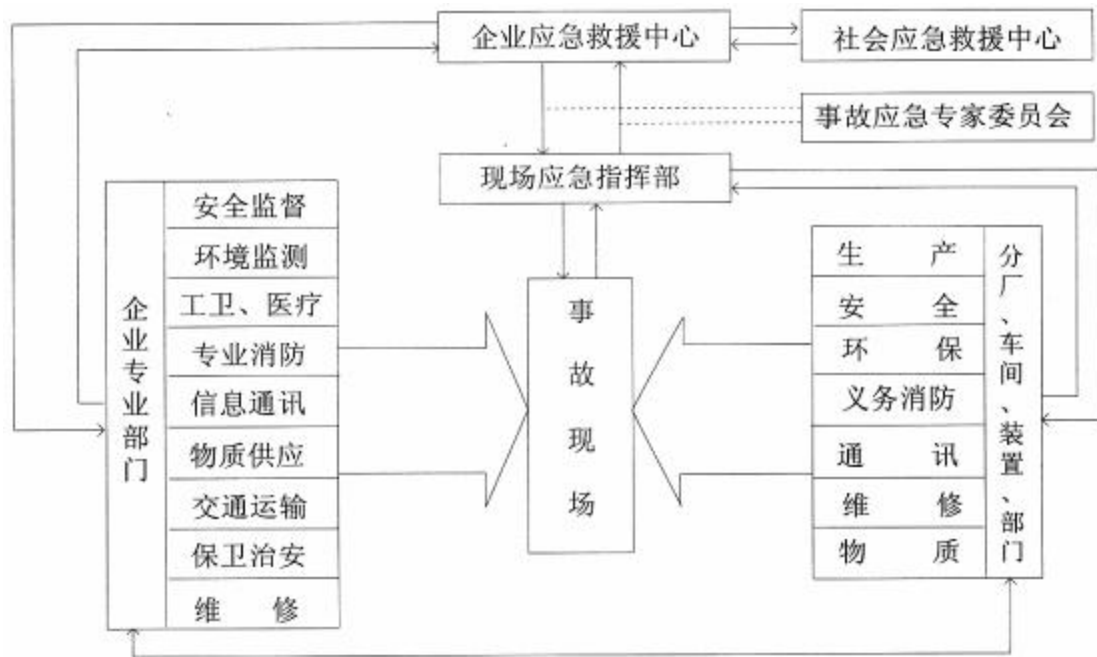 企业应急救援中心
社会应急救援中心
事故应急专家委员会
现场应急指挥部
企业专业部门
安全监督
环境监测
工卫、医疗
专业消防
信息通讯
物质供应
交通运输
保卫治安
维 修
事故现场
生 产
安 全
环 保
义务消防
通 讯
维 修
物 质
分厂、车间、装置、部门